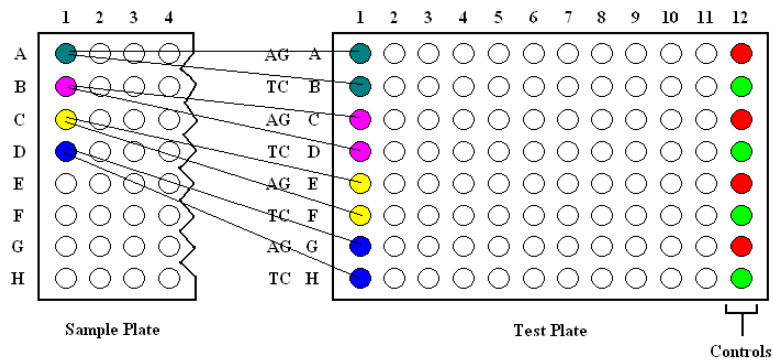 1 2 3 4 1 2 3 4 5 6 7 8 9 10 11 12
A AG A
B TC B
C AG C
D TC D
E AG E
F TC F
G AG G
H TC H
Sample Plate Test Plate
Controls